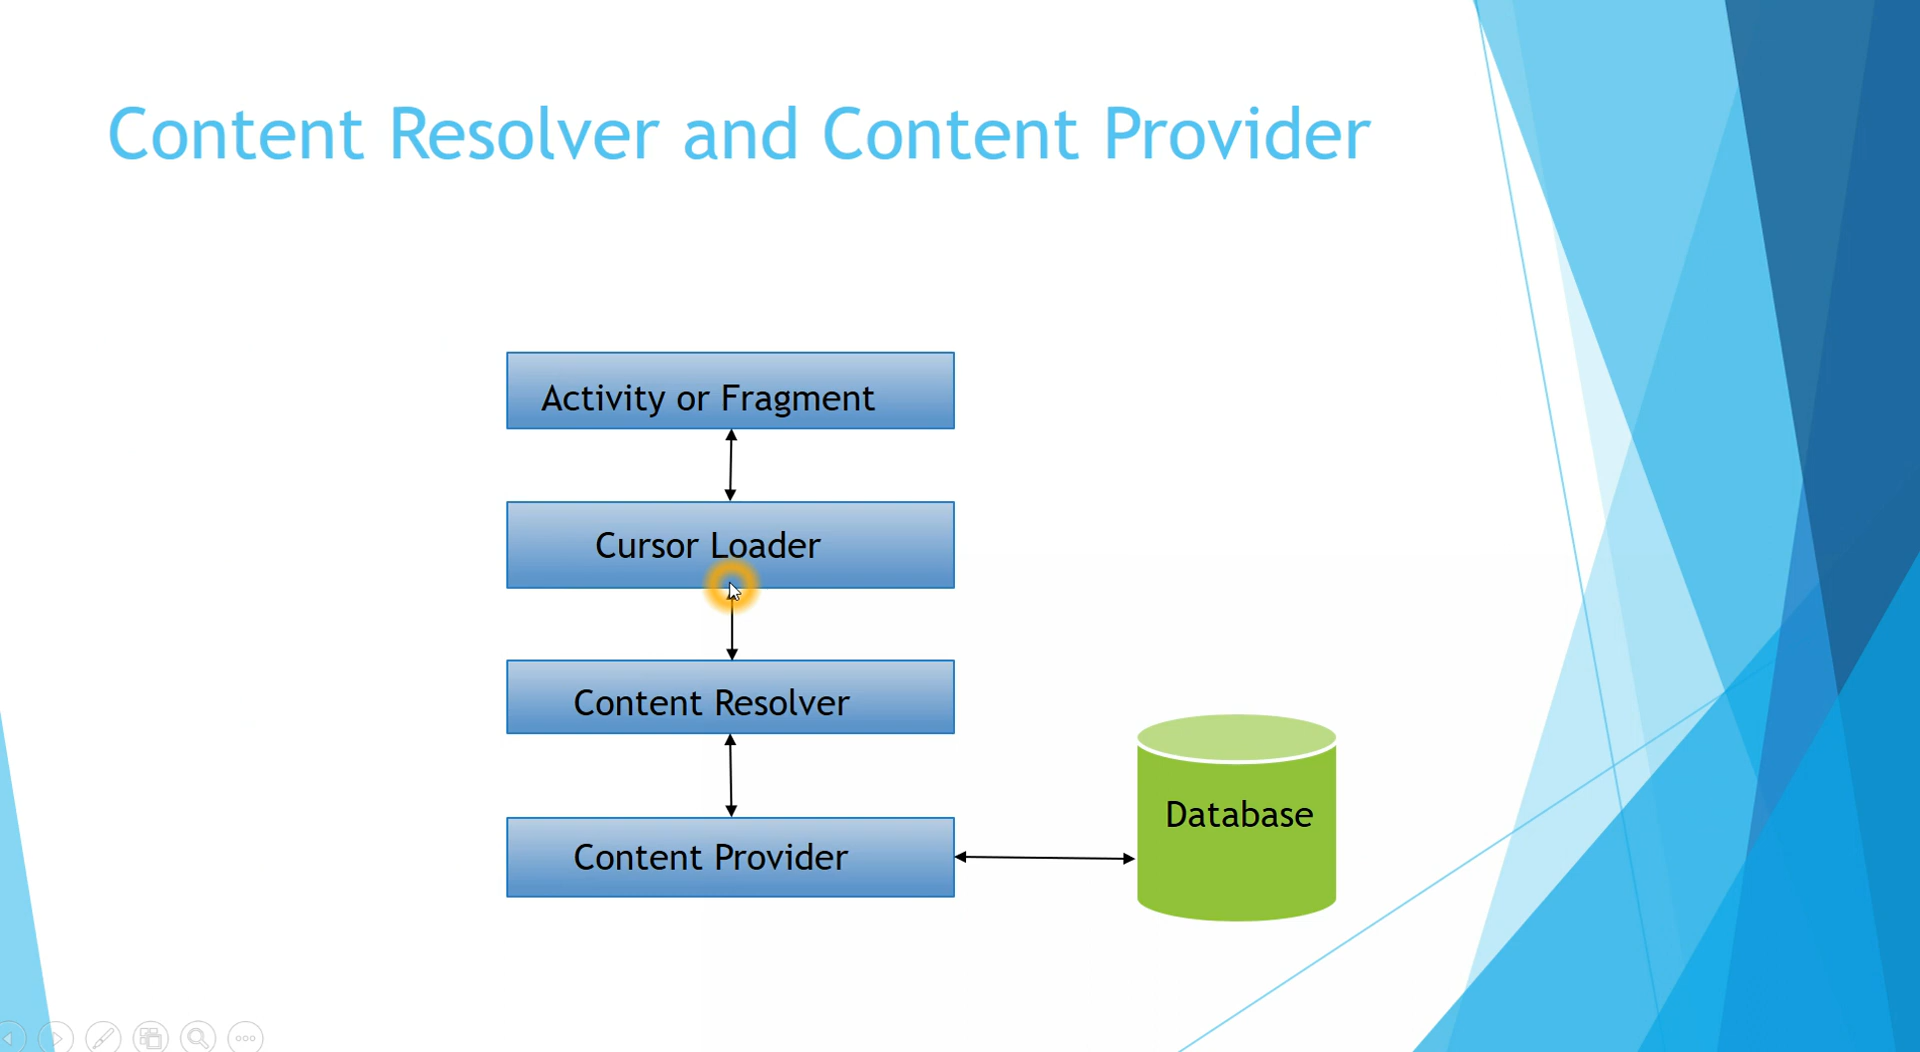 Content Resolver and Content Provider
Activity or Fragment
Cursor Loader
Content Resolver
Content Provider
Database